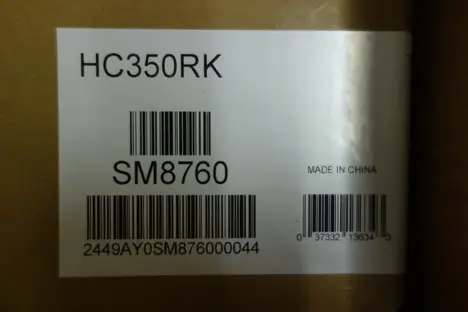 HC350RK
SM8760
MADE IN CHINA
2449AY0SM876000044
0 37332 13634 3